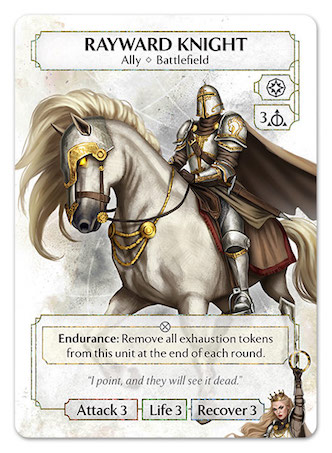 RAYWARD KNIGHT
Ally ◇ Battlefield
3
Endurance: Remove all exhaustion tokens
from this unit at the end of each round.
"I point, and they will see it dead."
Attack 3 Life 3 Recover 3